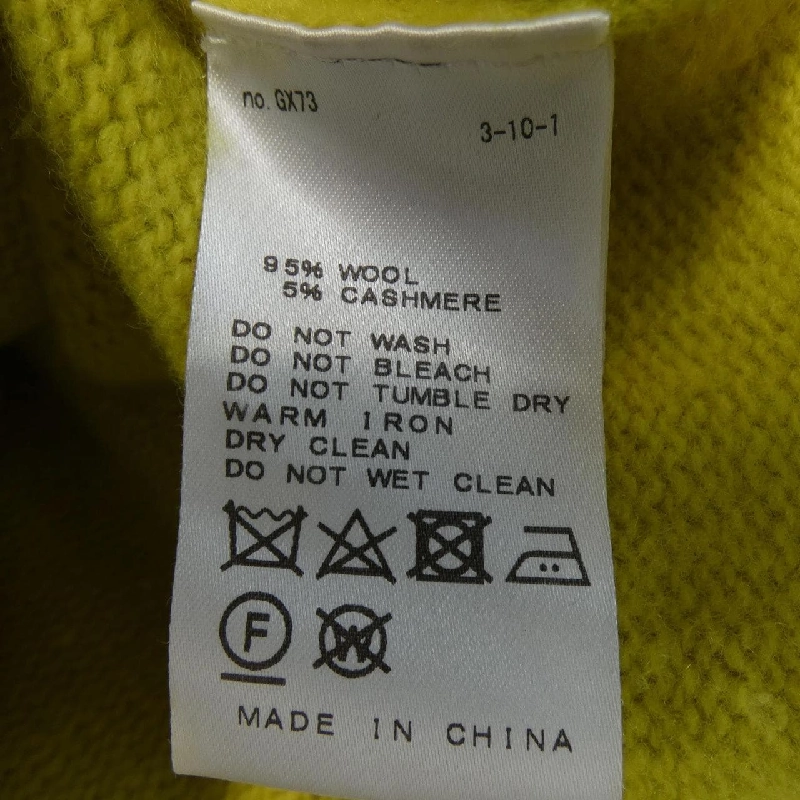 no. GX73
3-10-1
95% WOOL
5% CASHMERE
DO NOT WASH
DO NOT BLEACH
DO NOT TUMBLE DRY
WARM IRON
DRY CLEAN
DO NOT WET CLEAN
F W
MADE IN CHINA